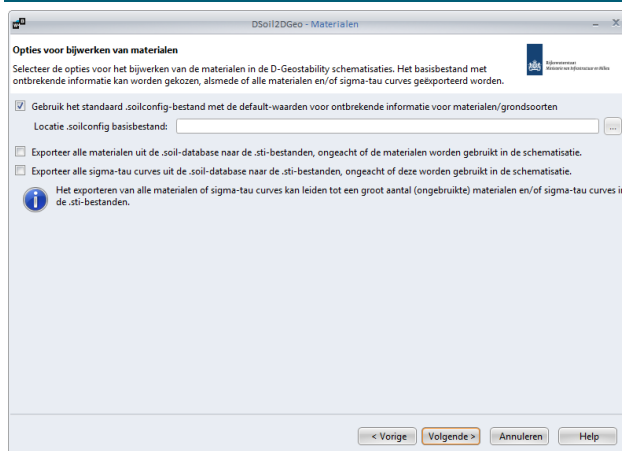 DSoil2DGeo - Materialen
Opties voor bijwerken van materialen
Selecteer de opties voor het bijwerken van de materialen in de D-Geostability schematisaties. Het basisbestand met
ontbrekende informatie kan worden gekozen, alsmede of alle materialen en/of sigma-tau curves geëxporteerd worden.
Rijkswaterstaat
Ministerie van Infrastructuur en Milieu
Gebruik het standaard .soilconfig-bestand met de default-waarden voor ontbrekende informatie voor materialen/grondsoorten
Locatie .soilconfig basisbestand:
...
Exporteer alle materialen uit de .soil-database naar de .sti-bestanden, ongeacht of de materialen worden gebruikt in de schematisatie.
Exporteer alle sigma-tau curves uit de .soil-database naar de .sti-bestanden, ongeacht of deze worden gebruikt in de schematisatie.
Het exporteren van alle materialen of sigma-tau curves kan leiden tot een groot aantal (ongebruikte) materialen en/of sigma-tau curves i
de .sti-bestanden.
< Vorige
Volgende >
Annuleren
Help